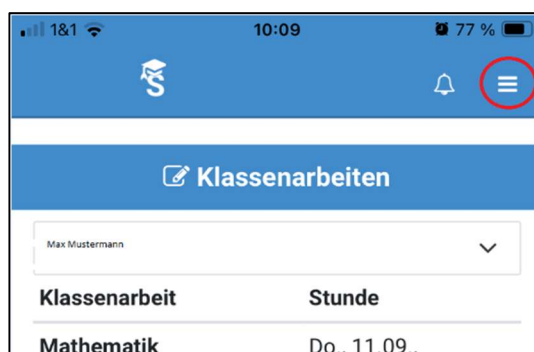 1&1 10:09 77 %
S
Klassenarbeiten
Max Mustermann
Klassenarbeit Stunde
Mathematik Do., 11.09.,